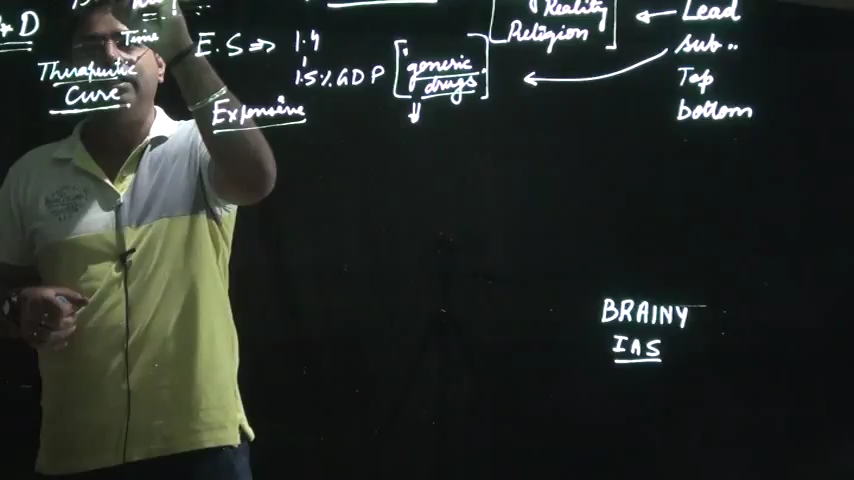 Reality
Religion
Lead
Sub ..
Top
bottom
& D
Time
Therapeutic
Cure
E.S ⇒ 1.4
1.5% GDP
Expensive
generic
drugs
BRAINY
IAS